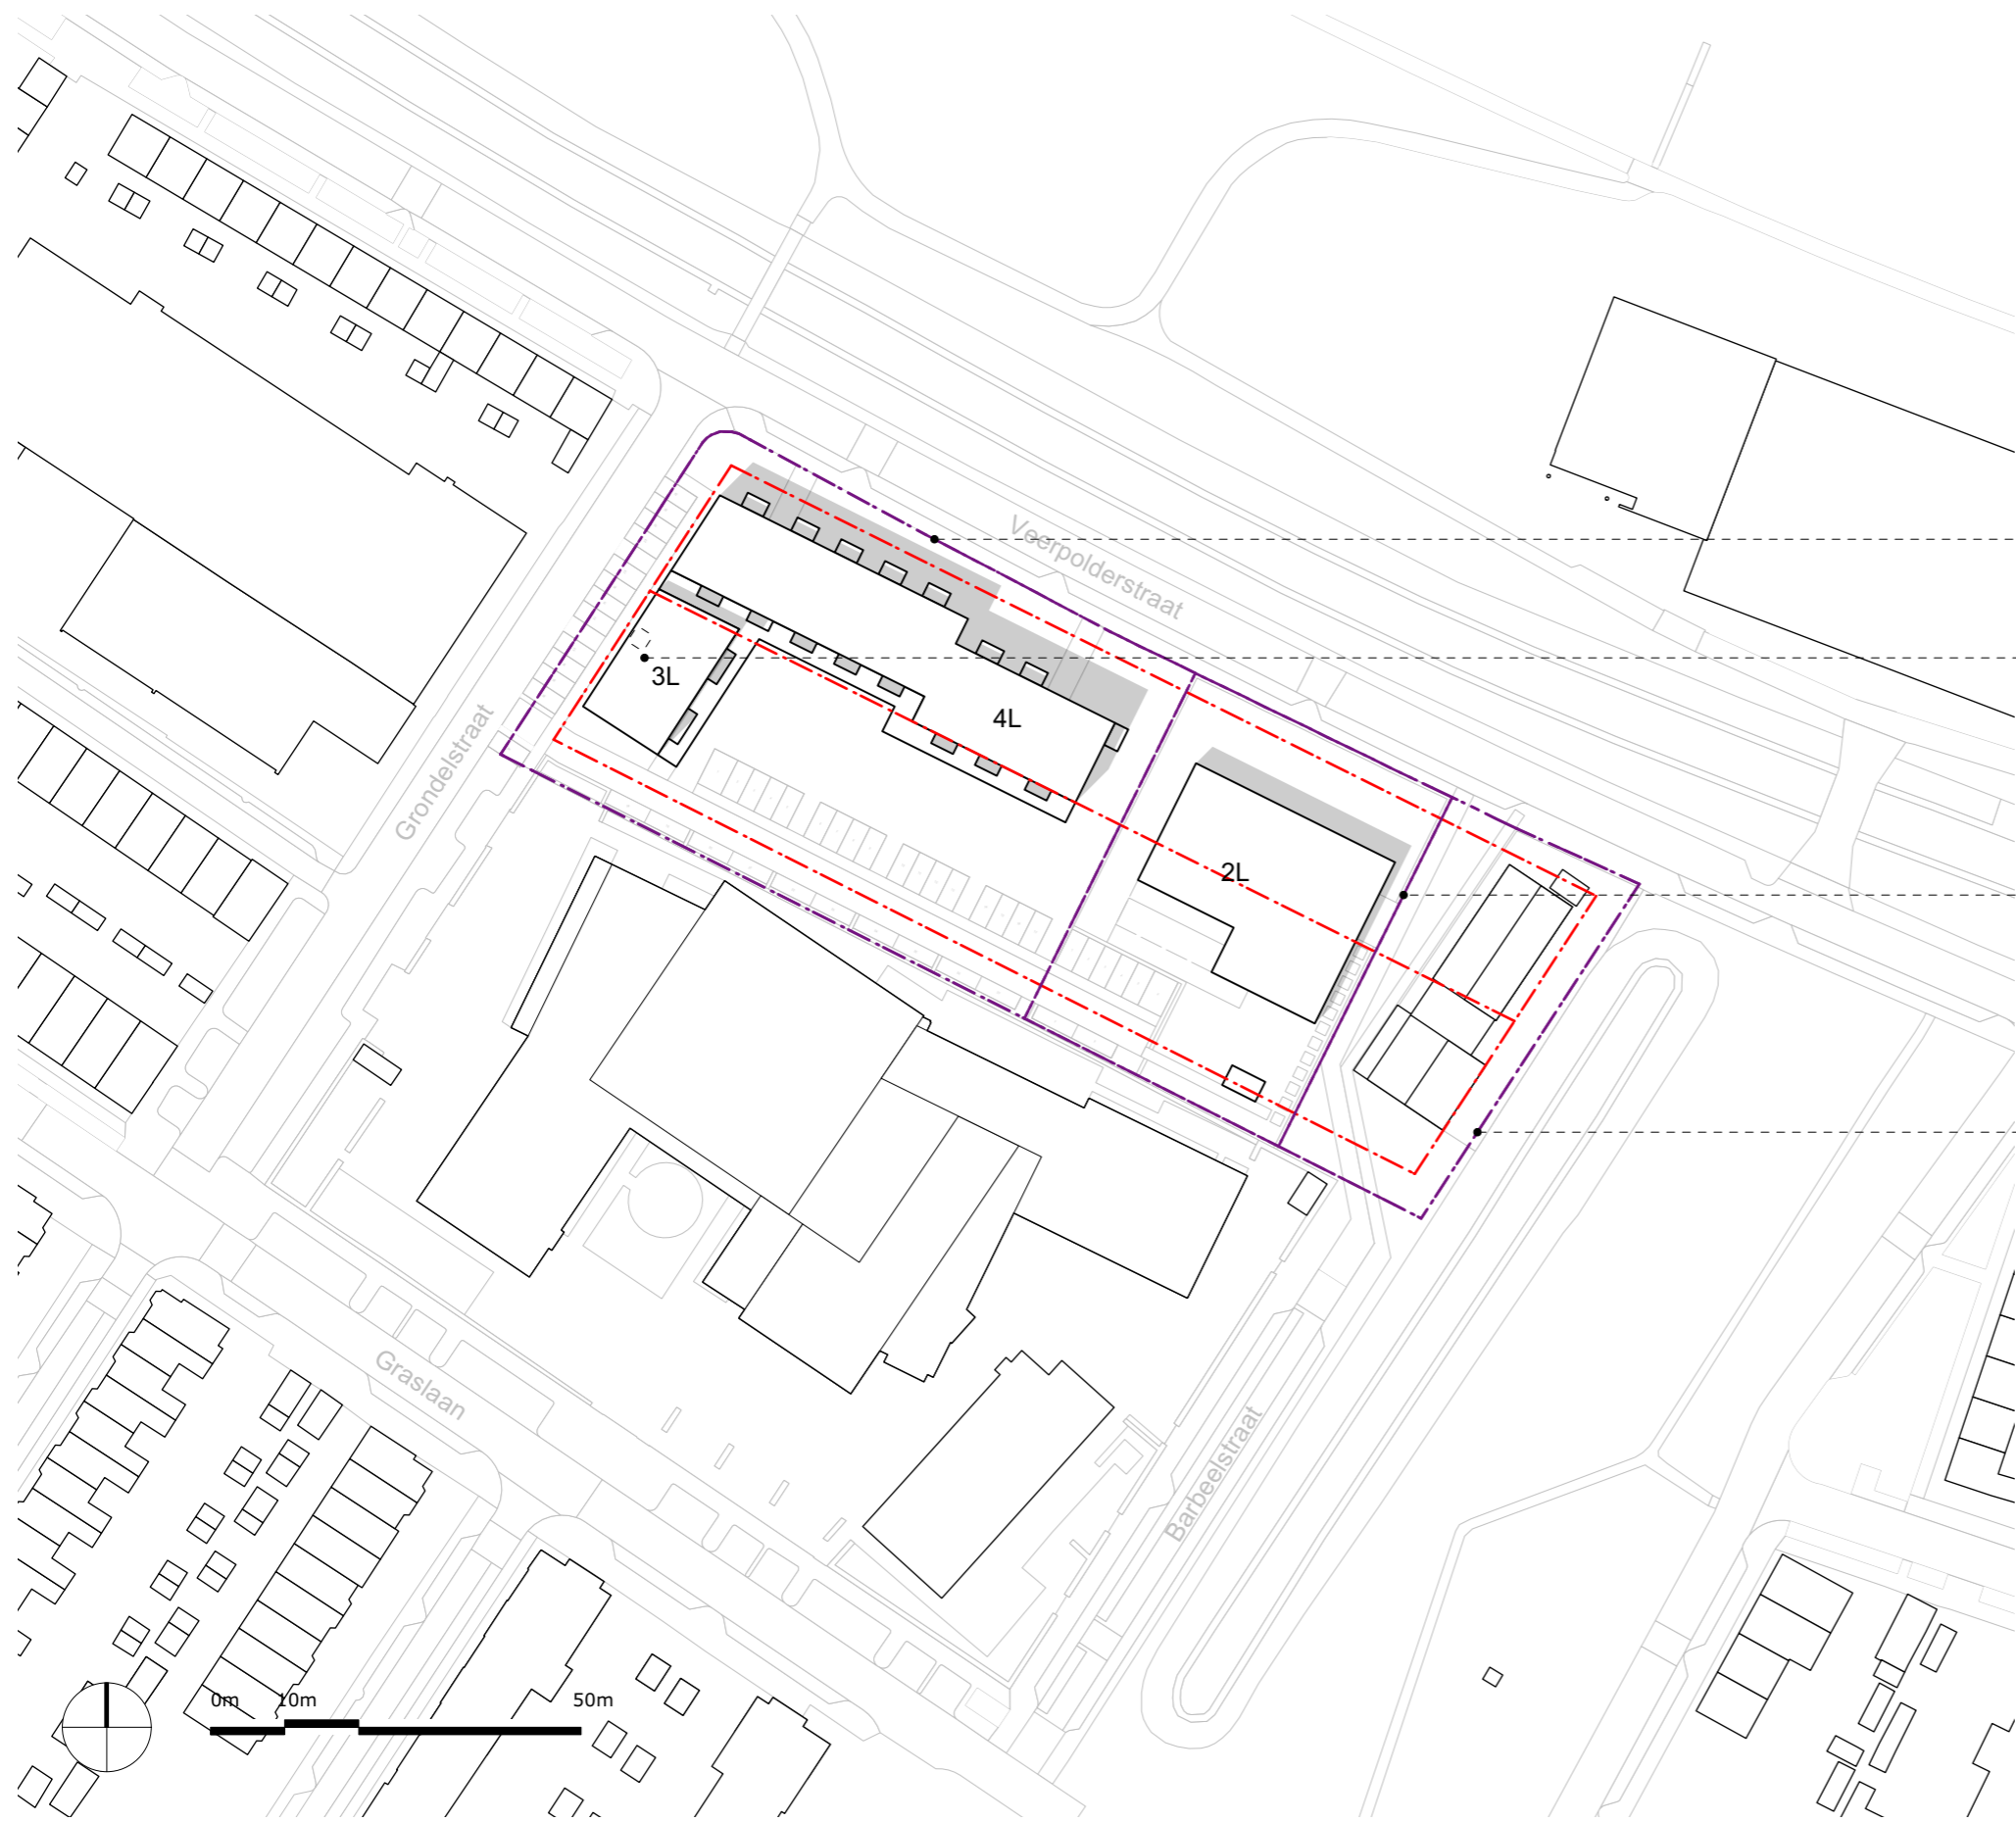 Veerpolderstraat
3L
4L
Grondelstraat
2L
Graslaan
Barbeelstraat
0m 10m 50m